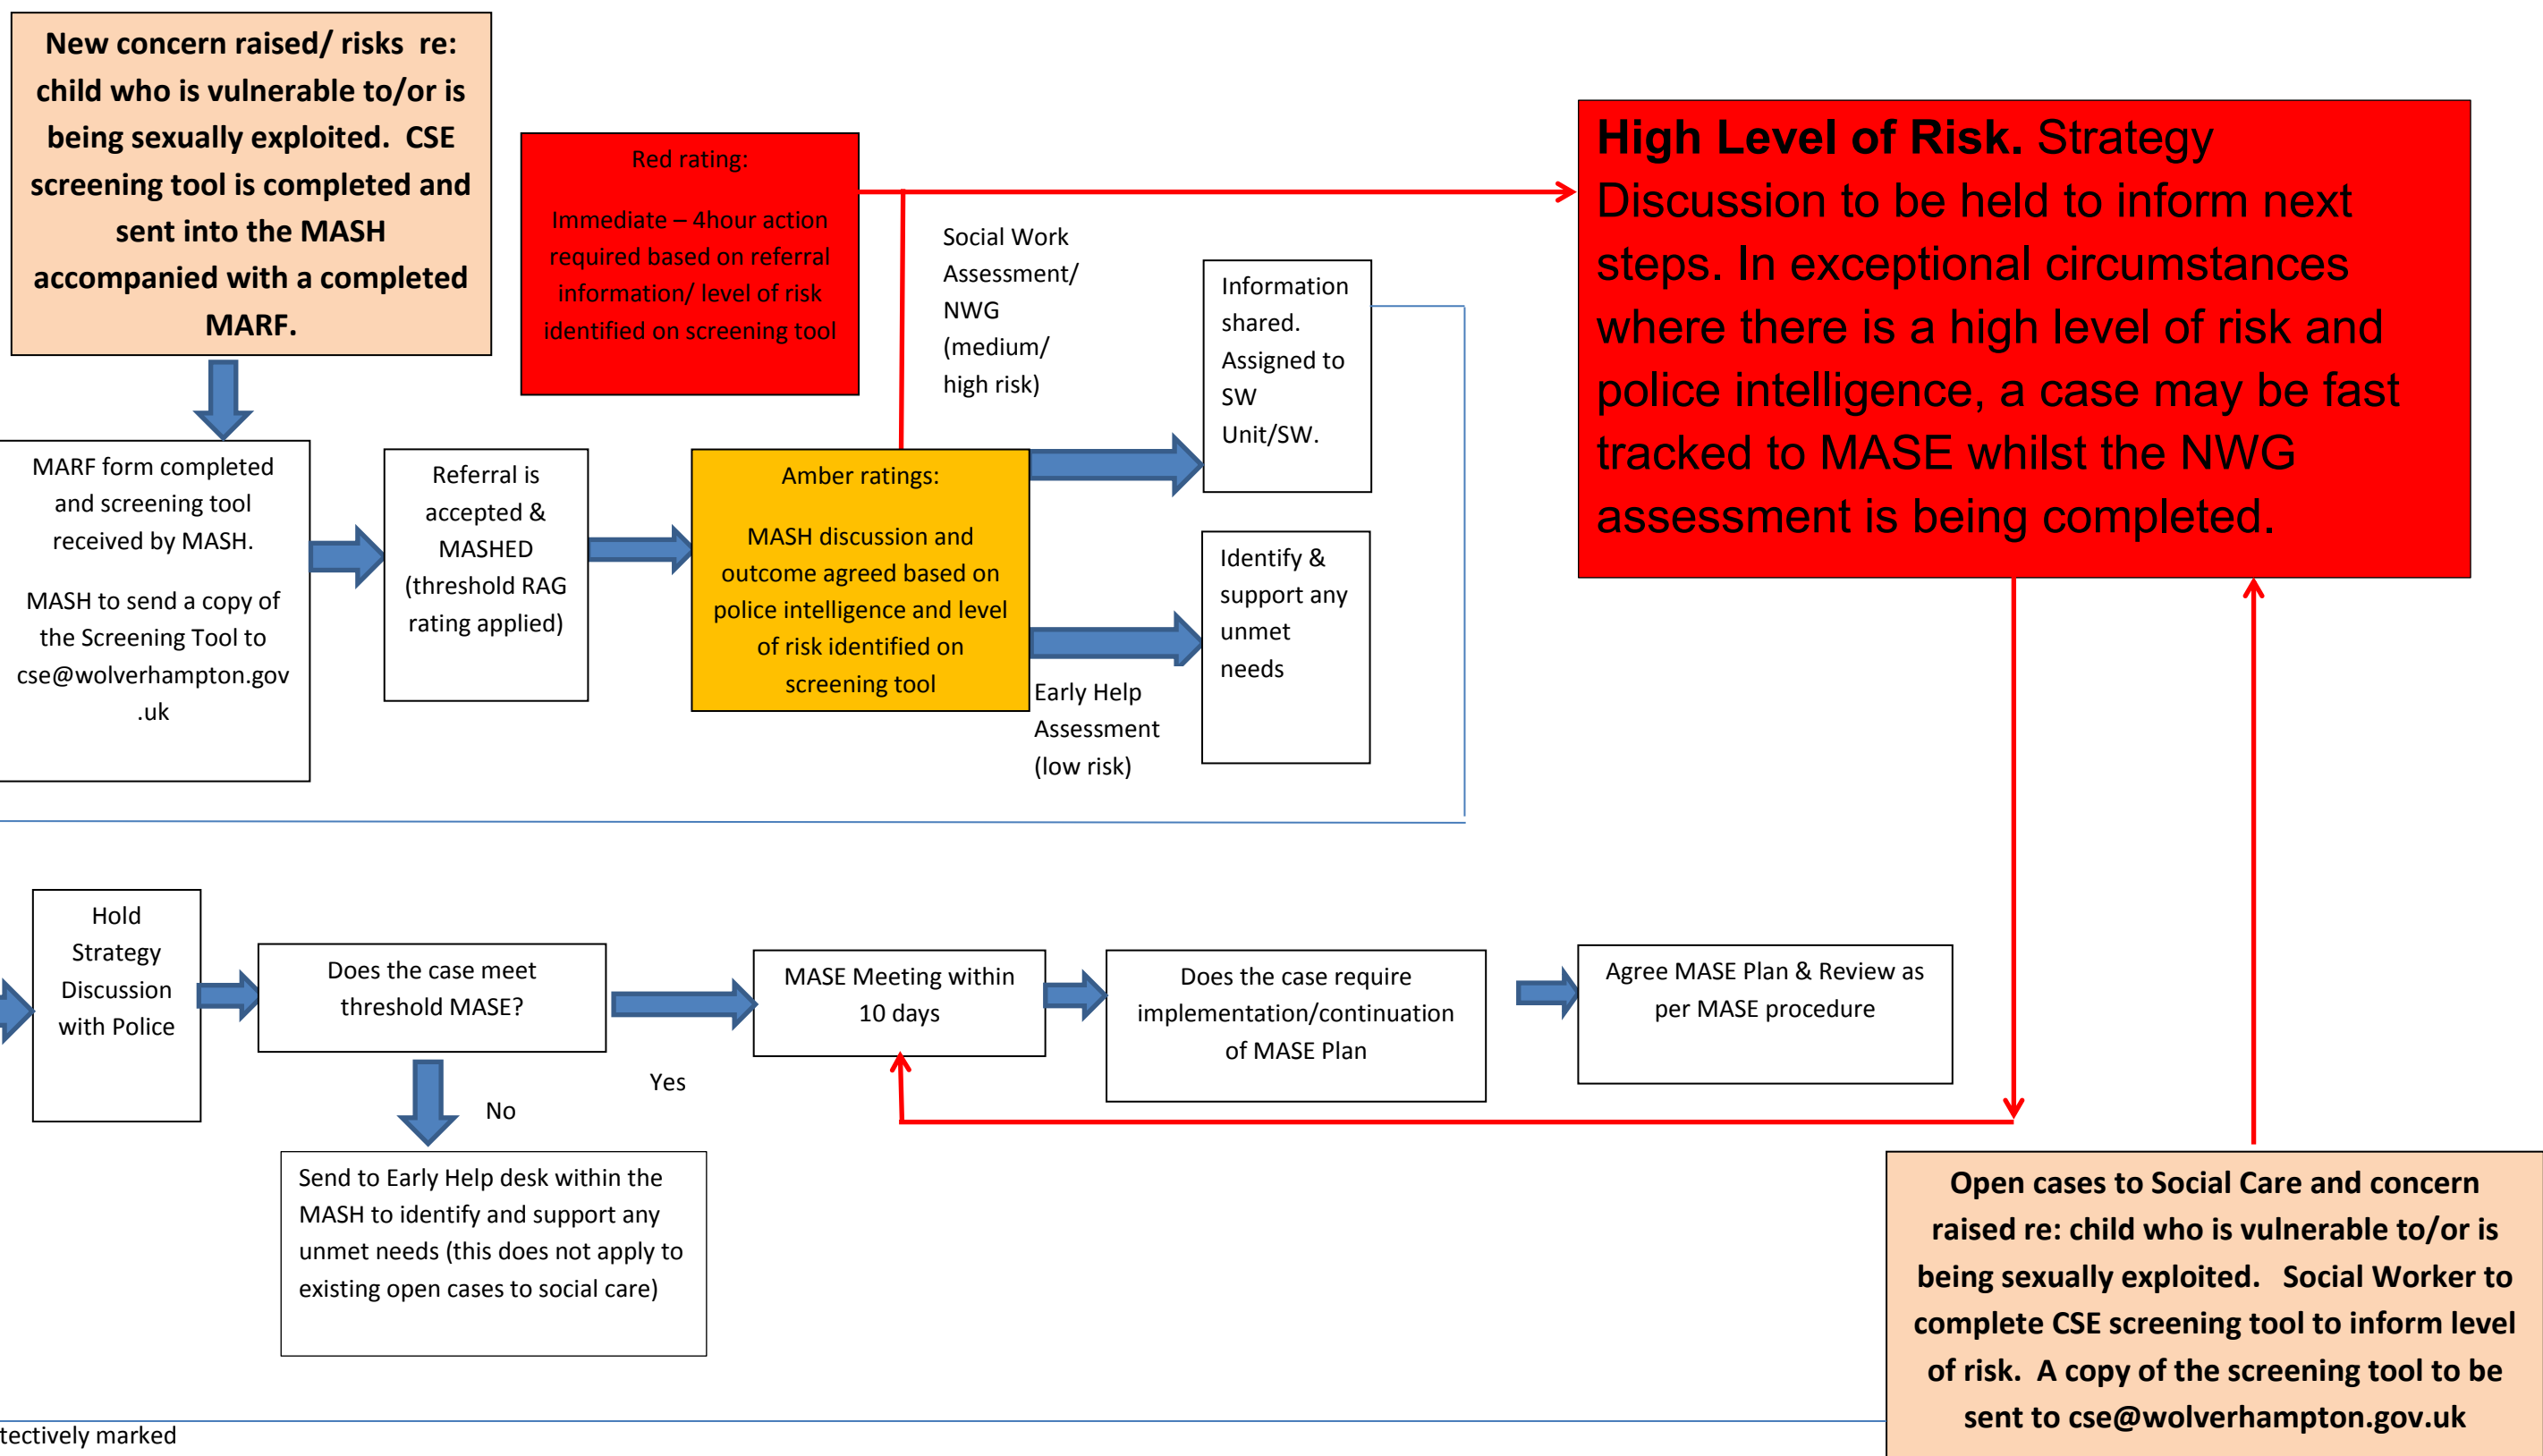 New concern raised/ risks  re:
child who is vulnerable to/or is
being sexually exploited.  CSE
screening tool is completed and
sent into the MASH
accompanied with a completed
MARF.
Red rating:
Immediate – 4hour action
required based on referral
information/ level of risk
identified on screening tool
Social Work
Assessment/
NWG
(medium/
high risk)
Information
shared.
Assigned to
SW
Unit/SW.
High Level of Risk. Strategy
Discussion to be held to inform next
steps. In exceptional circumstances
where there is a high level of risk and
police intelligence, a case may be fast
tracked to MASE whilst the NWG
assessment is being completed.
MARF form completed
and screening tool
received by MASH.
MASH to send a copy of
the Screening Tool to
cse@wolverhampton.gov
.uk
Referral is
accepted &
MASHED
(threshold RAG
rating applied)
Amber ratings:
MASH discussion and
outcome agreed based on
police intelligence and level
of risk identified on
screening tool
Identify &
support any
unmet
needs
Early Help
Assessment
(low risk)
Hold
Strategy
Discussion
with Police
Does the case meet
threshold MASE?
MASE Meeting within
10 days
Does the case require
implementation/continuation
of MASE Plan
Agree MASE Plan & Review as
per MASE procedure
Yes
No
Send to Early Help desk within the
MASH to identify and support any
unmet needs (this does not apply to
existing open cases to social care)
Open cases to Social Care and concern
raised re: child who is vulnerable to/or is
being sexually exploited.   Social Worker to
complete CSE screening tool to inform level
of risk.  A copy of the screening tool to be
sent to cse@wolverhampton.gov.uk
tectively marked